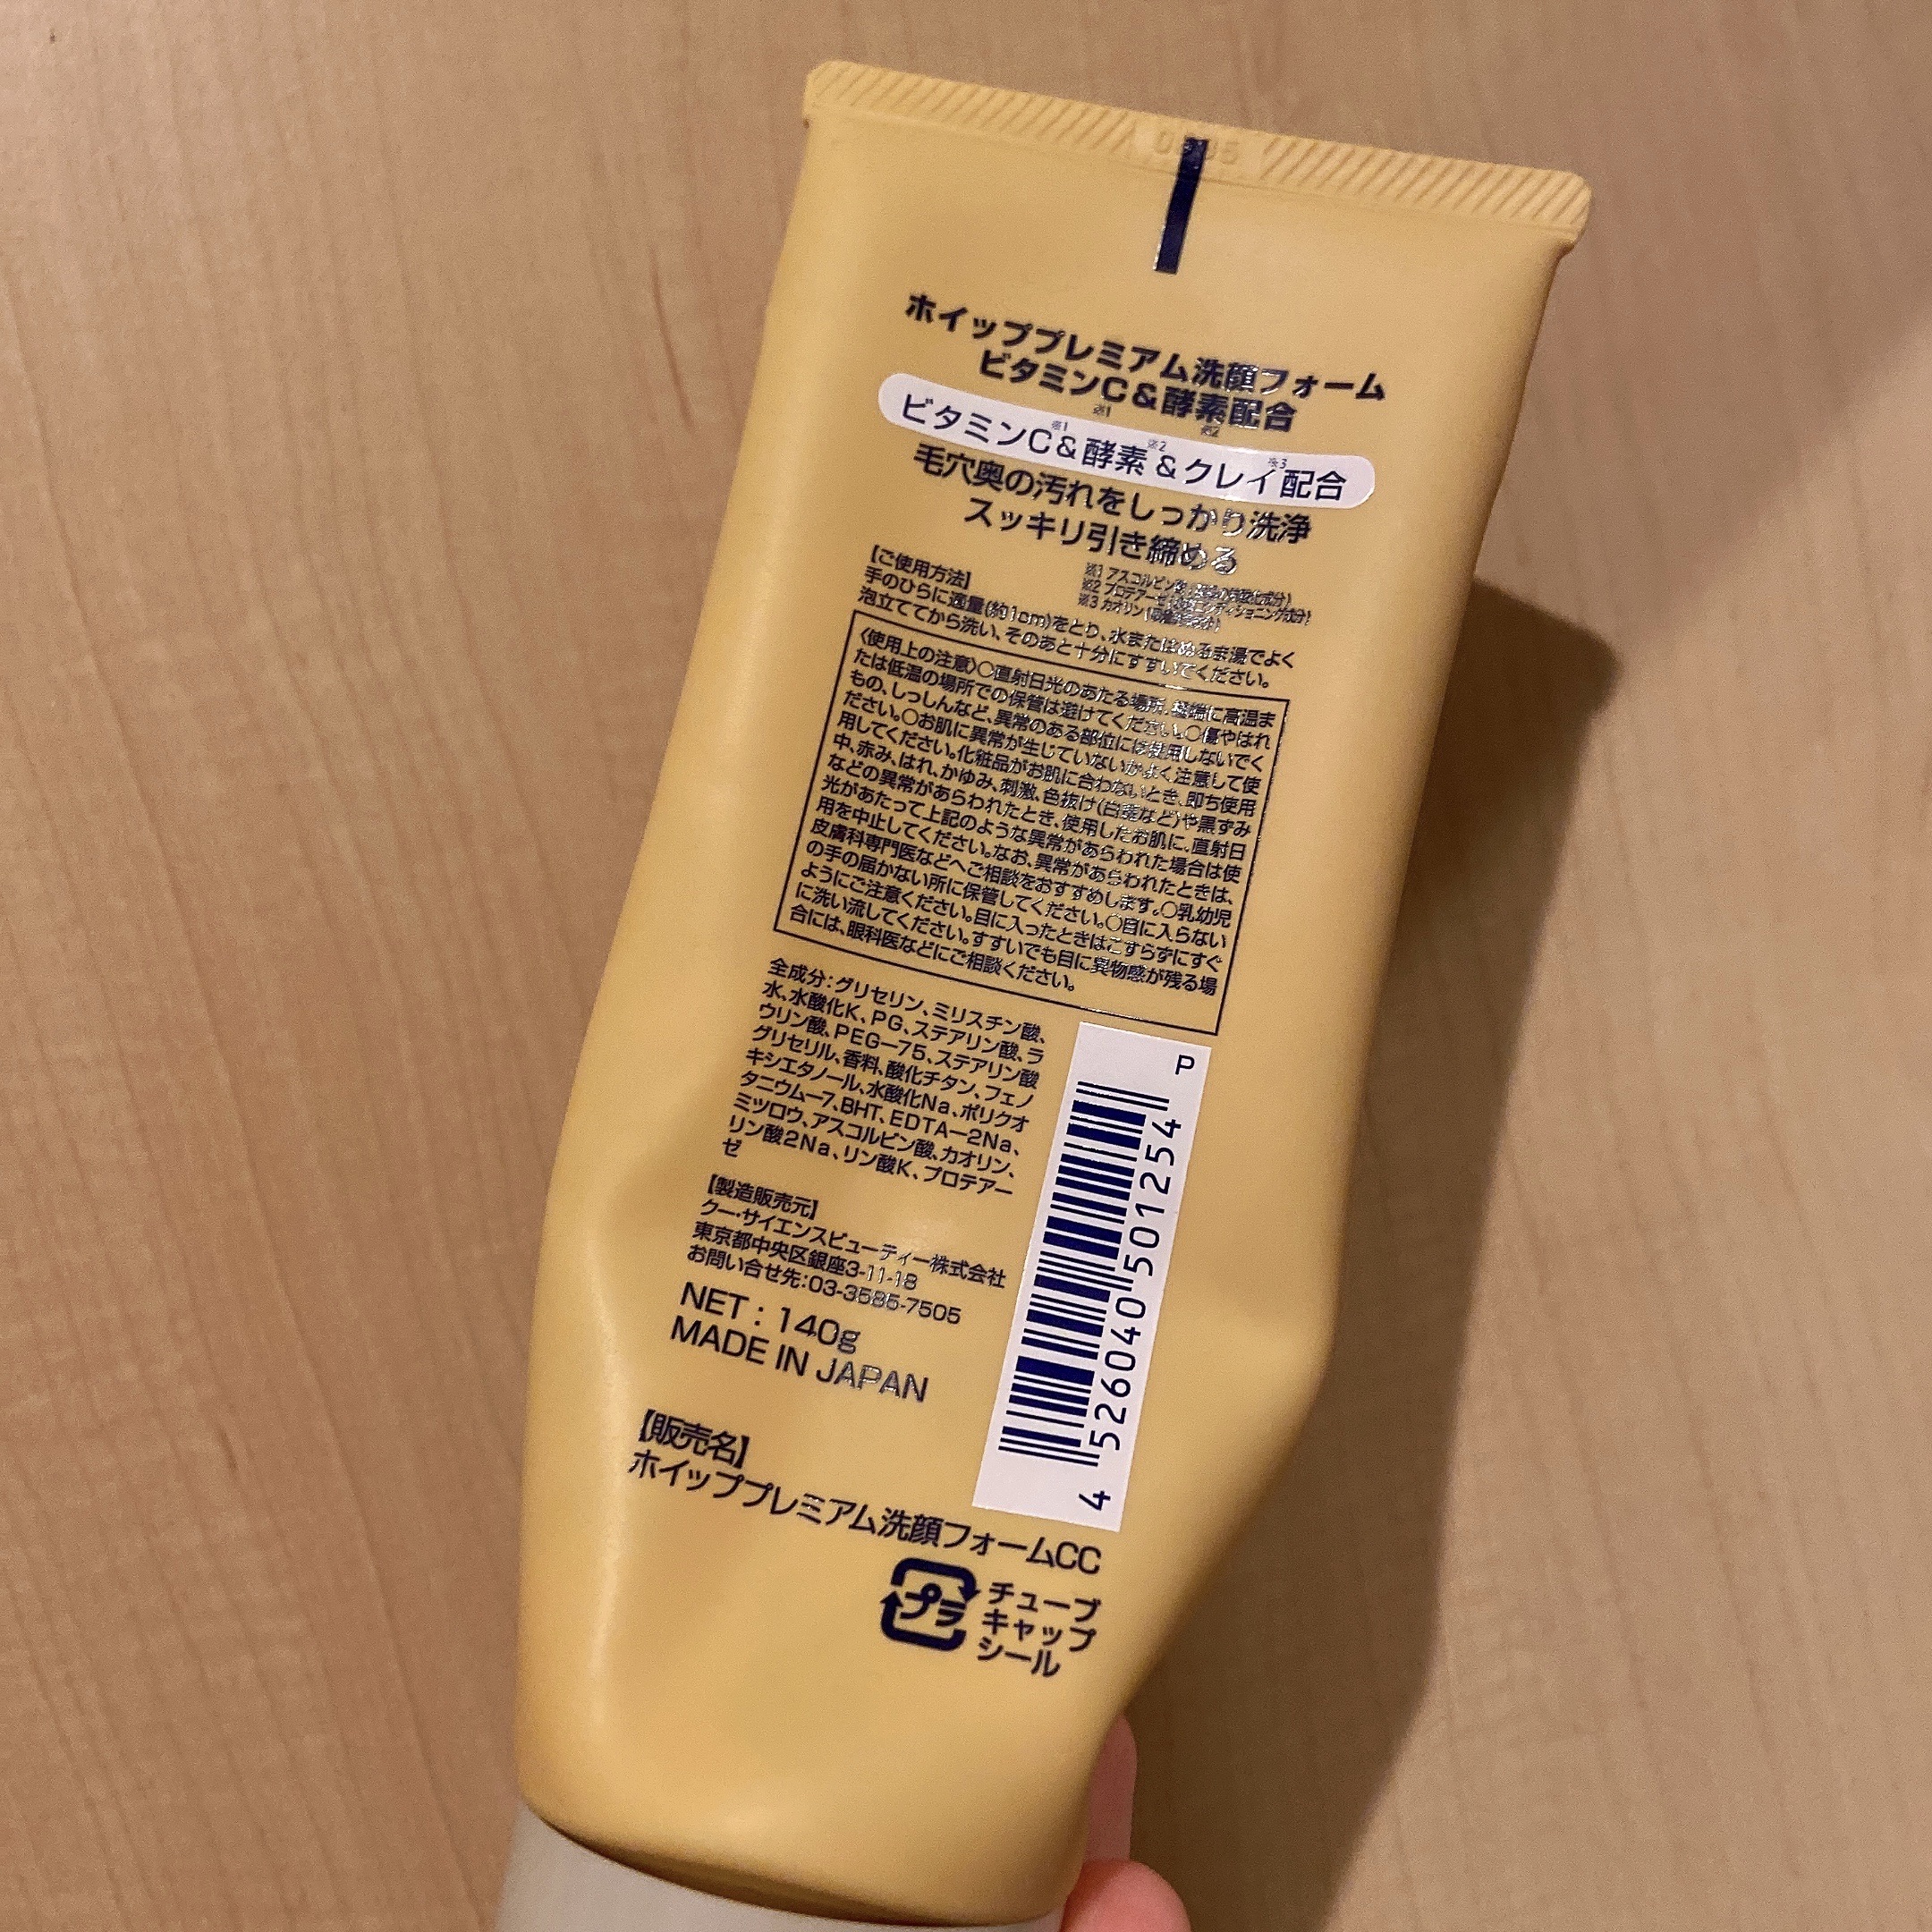 ホイッププレミアム洗顔フォーム
ビタミンC&酵素配合
※1 ※2
ビタミンC※1&酵素※2&クレイ※3配合
毛穴奥の汚れをしっかり洗浄
スッキリ引き締める
※1 アスコルビン酸
※2 プロテアーゼ
※3 カオリン
【ご使用方法】
手のひらに適量(約1cm)をとり、水またはぬるま湯でよく
泡立ててから洗い、そのあと十分にすすいでください。
〈使用上の注意〉○直射日光のあたる場所、極端に高温ま
たは低温の場所での保管は避けてください。○傷やはれ
もの、しっしんなど、異常のある部位には使用しないでく
ださい。○お肌に異常が生じていないかよく注意して使
用してください。化粧品がお肌に合わないとき、即ち使用
中、赤み、はれ、かゆみ、刺激、色抜け(白斑など)や黒ずみ
などの異常があらわれたとき、使用したお肌に、直射日
光があたって上記のような異常があらわれた場合は使
用を中止してください。なお、異常があらわれたときは、
皮膚科専門医などへご相談をおすすめします。○乳幼児
の手の届かない所に保管してください。○目に入らない
ようにご注意ください。目に入ったときはこすらずにすぐ
に洗い流してください。すすいでも目に異物感が残る場
合には、眼科医などにご相談ください。
全成分：グリセリン、ミリスチン酸、
水、水酸化K、PG、ステアリン酸、ラ
ウリン酸、PEG－75、ステアリン酸
グリセリル、香料、酸化チタン、フェノ
キシエタノール、水酸化Na、ポリクオ
タニウム－7、BHT、EDTA－2Na、
ミツロウ、アスコルビン酸、カオリン、
リン酸2Na、リン酸K、プロテアー
ゼ
【製造販売元】
クー・サイエンスビューティー株式会社
東京都中央区銀座3-11-18
お問い合せ先：03-3585-7505
NET：140g
MADE IN JAPAN
P
4 526040 501254
【販売名】
ホイッププレミアム洗顔フォームCC
プラ
チューブ
キャップ
シール